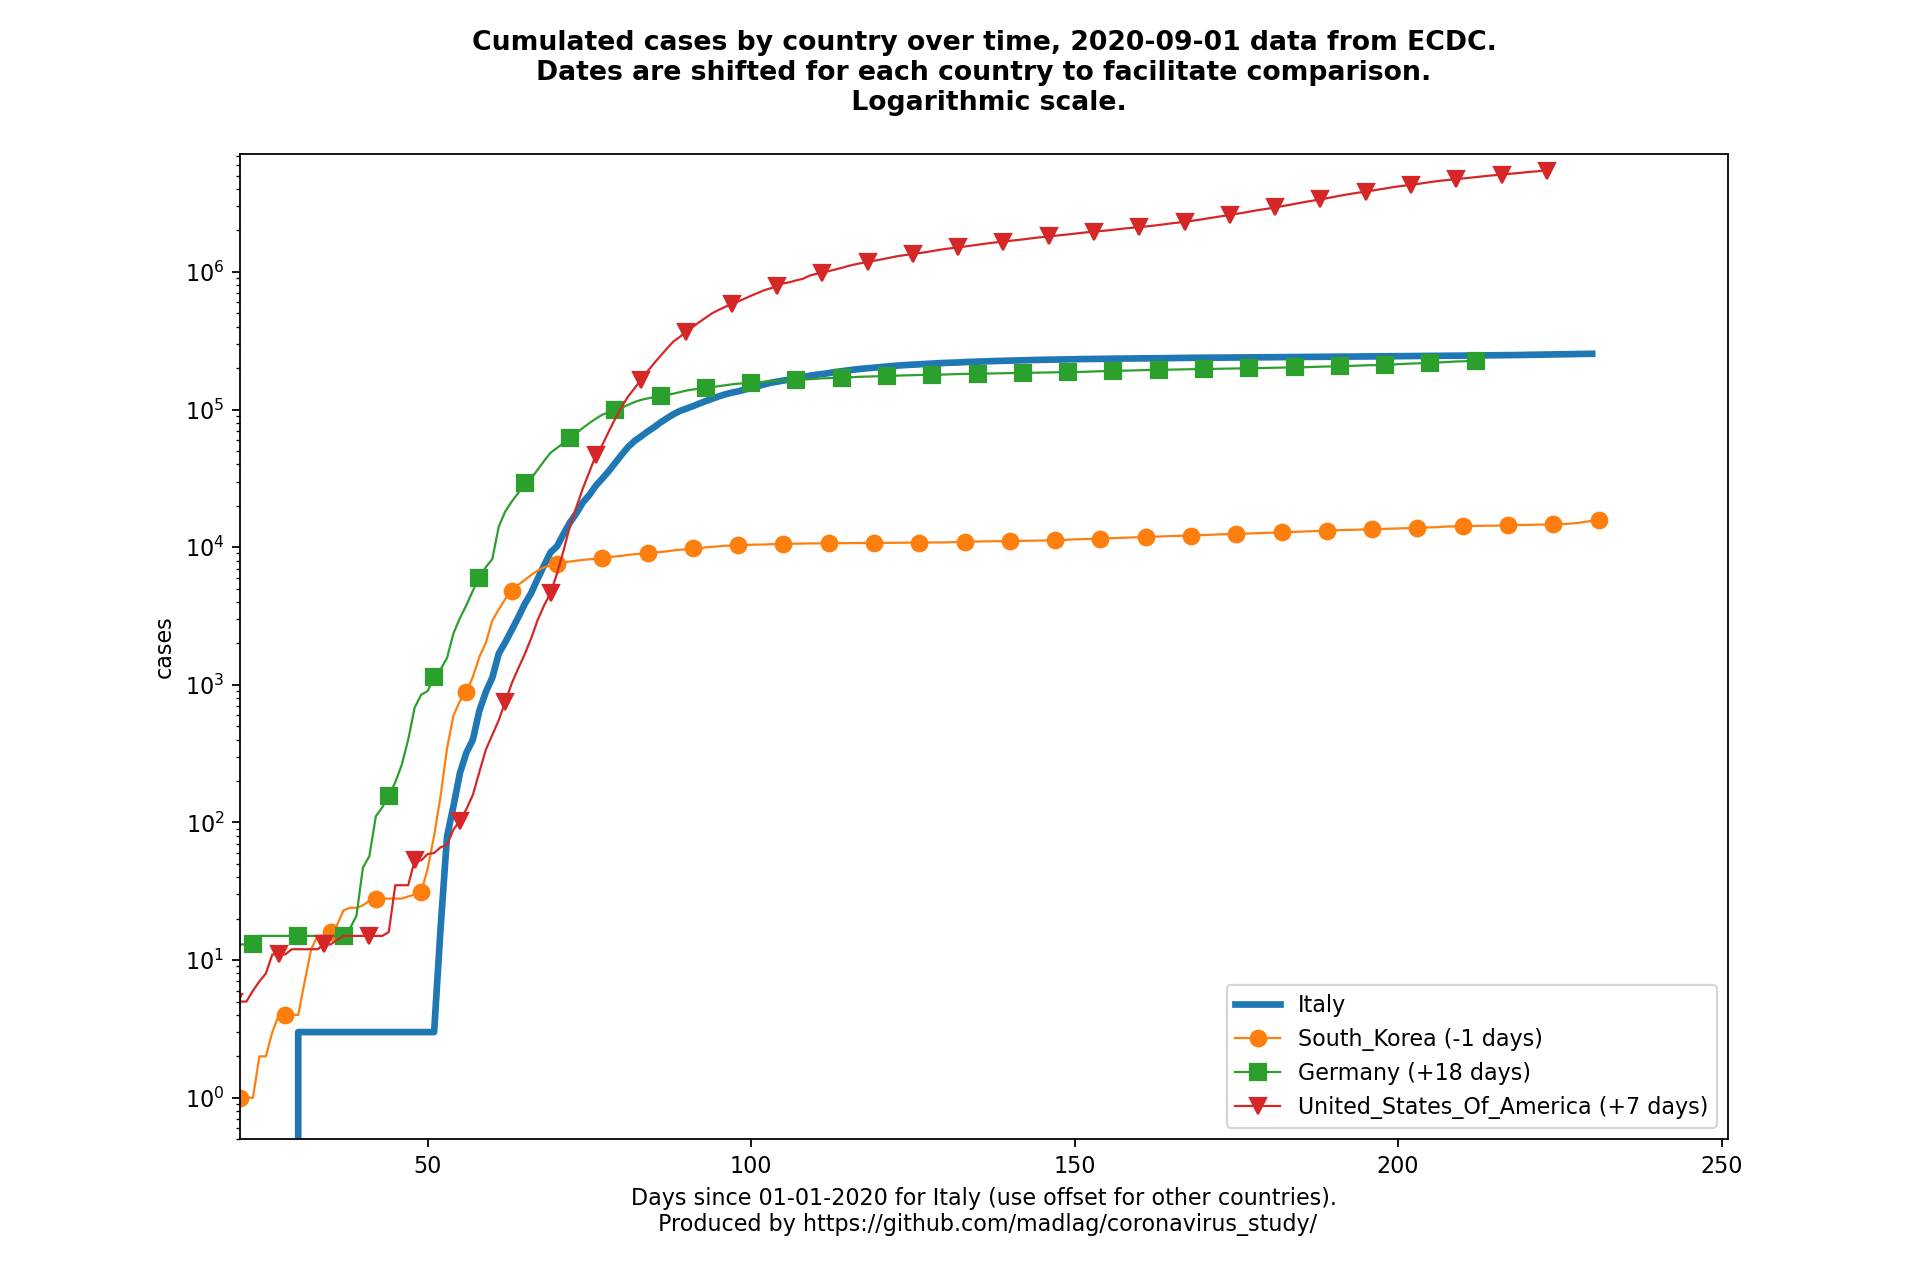 Cumulated cases by country over time, 2020-09-01 data from ECDC.
Dates are shifted for each country to facilitate comparison.
Logarithmic scale.
10^6
10^5
10^4
10^3
10^2
10^1
10^0
cases
Italy
South_Korea (-1 days)
Germany (+18 days)
United_States_Of_America (+7 days)
50 100 150 200 250
Days since 01-01-2020 for Italy (use offset for other countries).
Produced by https://github.com/madlag/coronavirus_study/